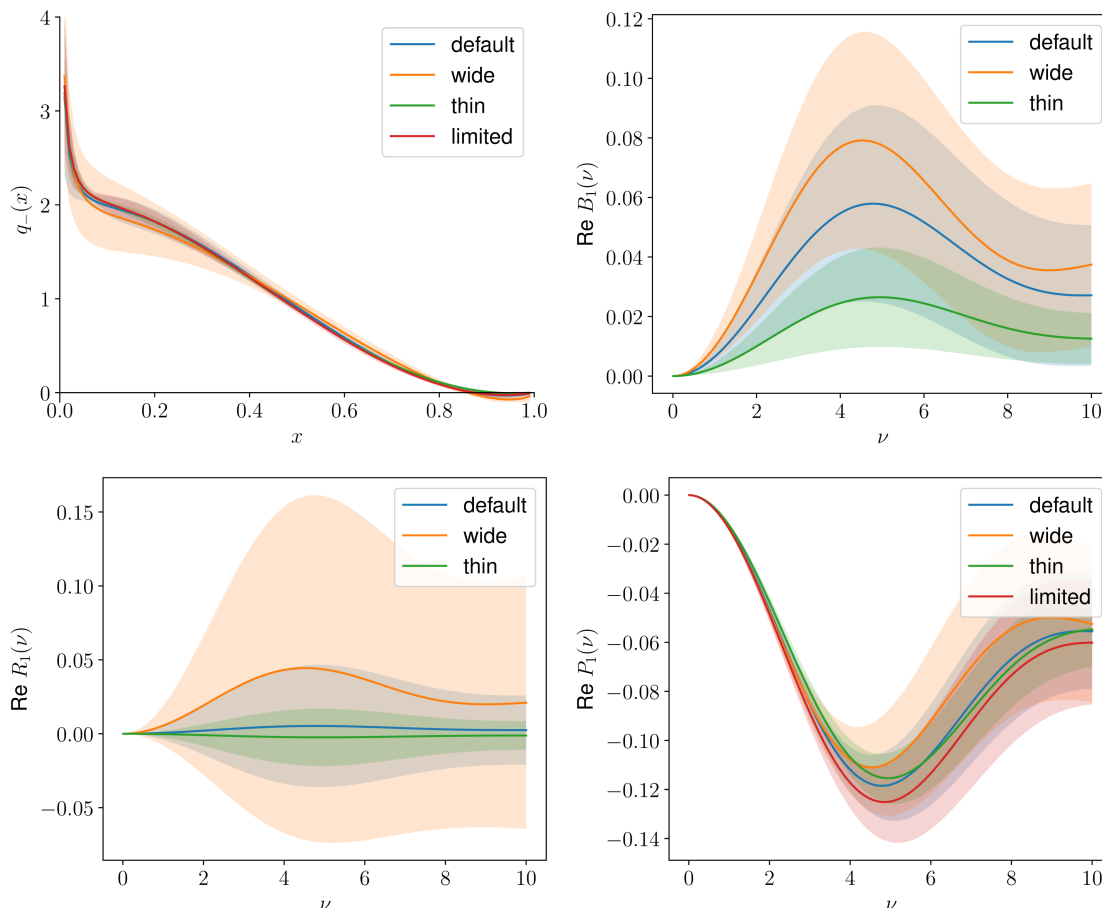 4
3
2
1
0
0.0
0.2
0.4
0.6
0.8
1.0
q₋(x)
x
default
wide
thin
limited
0.12
0.10
0.08
0.06
0.04
0.02
0.00
0
2
4
6
8
10
Re B₁(ν)
ν
default
wide
thin
0.15
0.10
0.05
0.00
−0.05
0
2
4
6
8
10
Re R₁(ν)
ν
default
wide
thin
0.00
−0.02
−0.04
−0.06
−0.08
−0.10
−0.12
−0.14
0
2
4
6
8
10
Re P₁(ν)
ν
default
wide
thin
limited